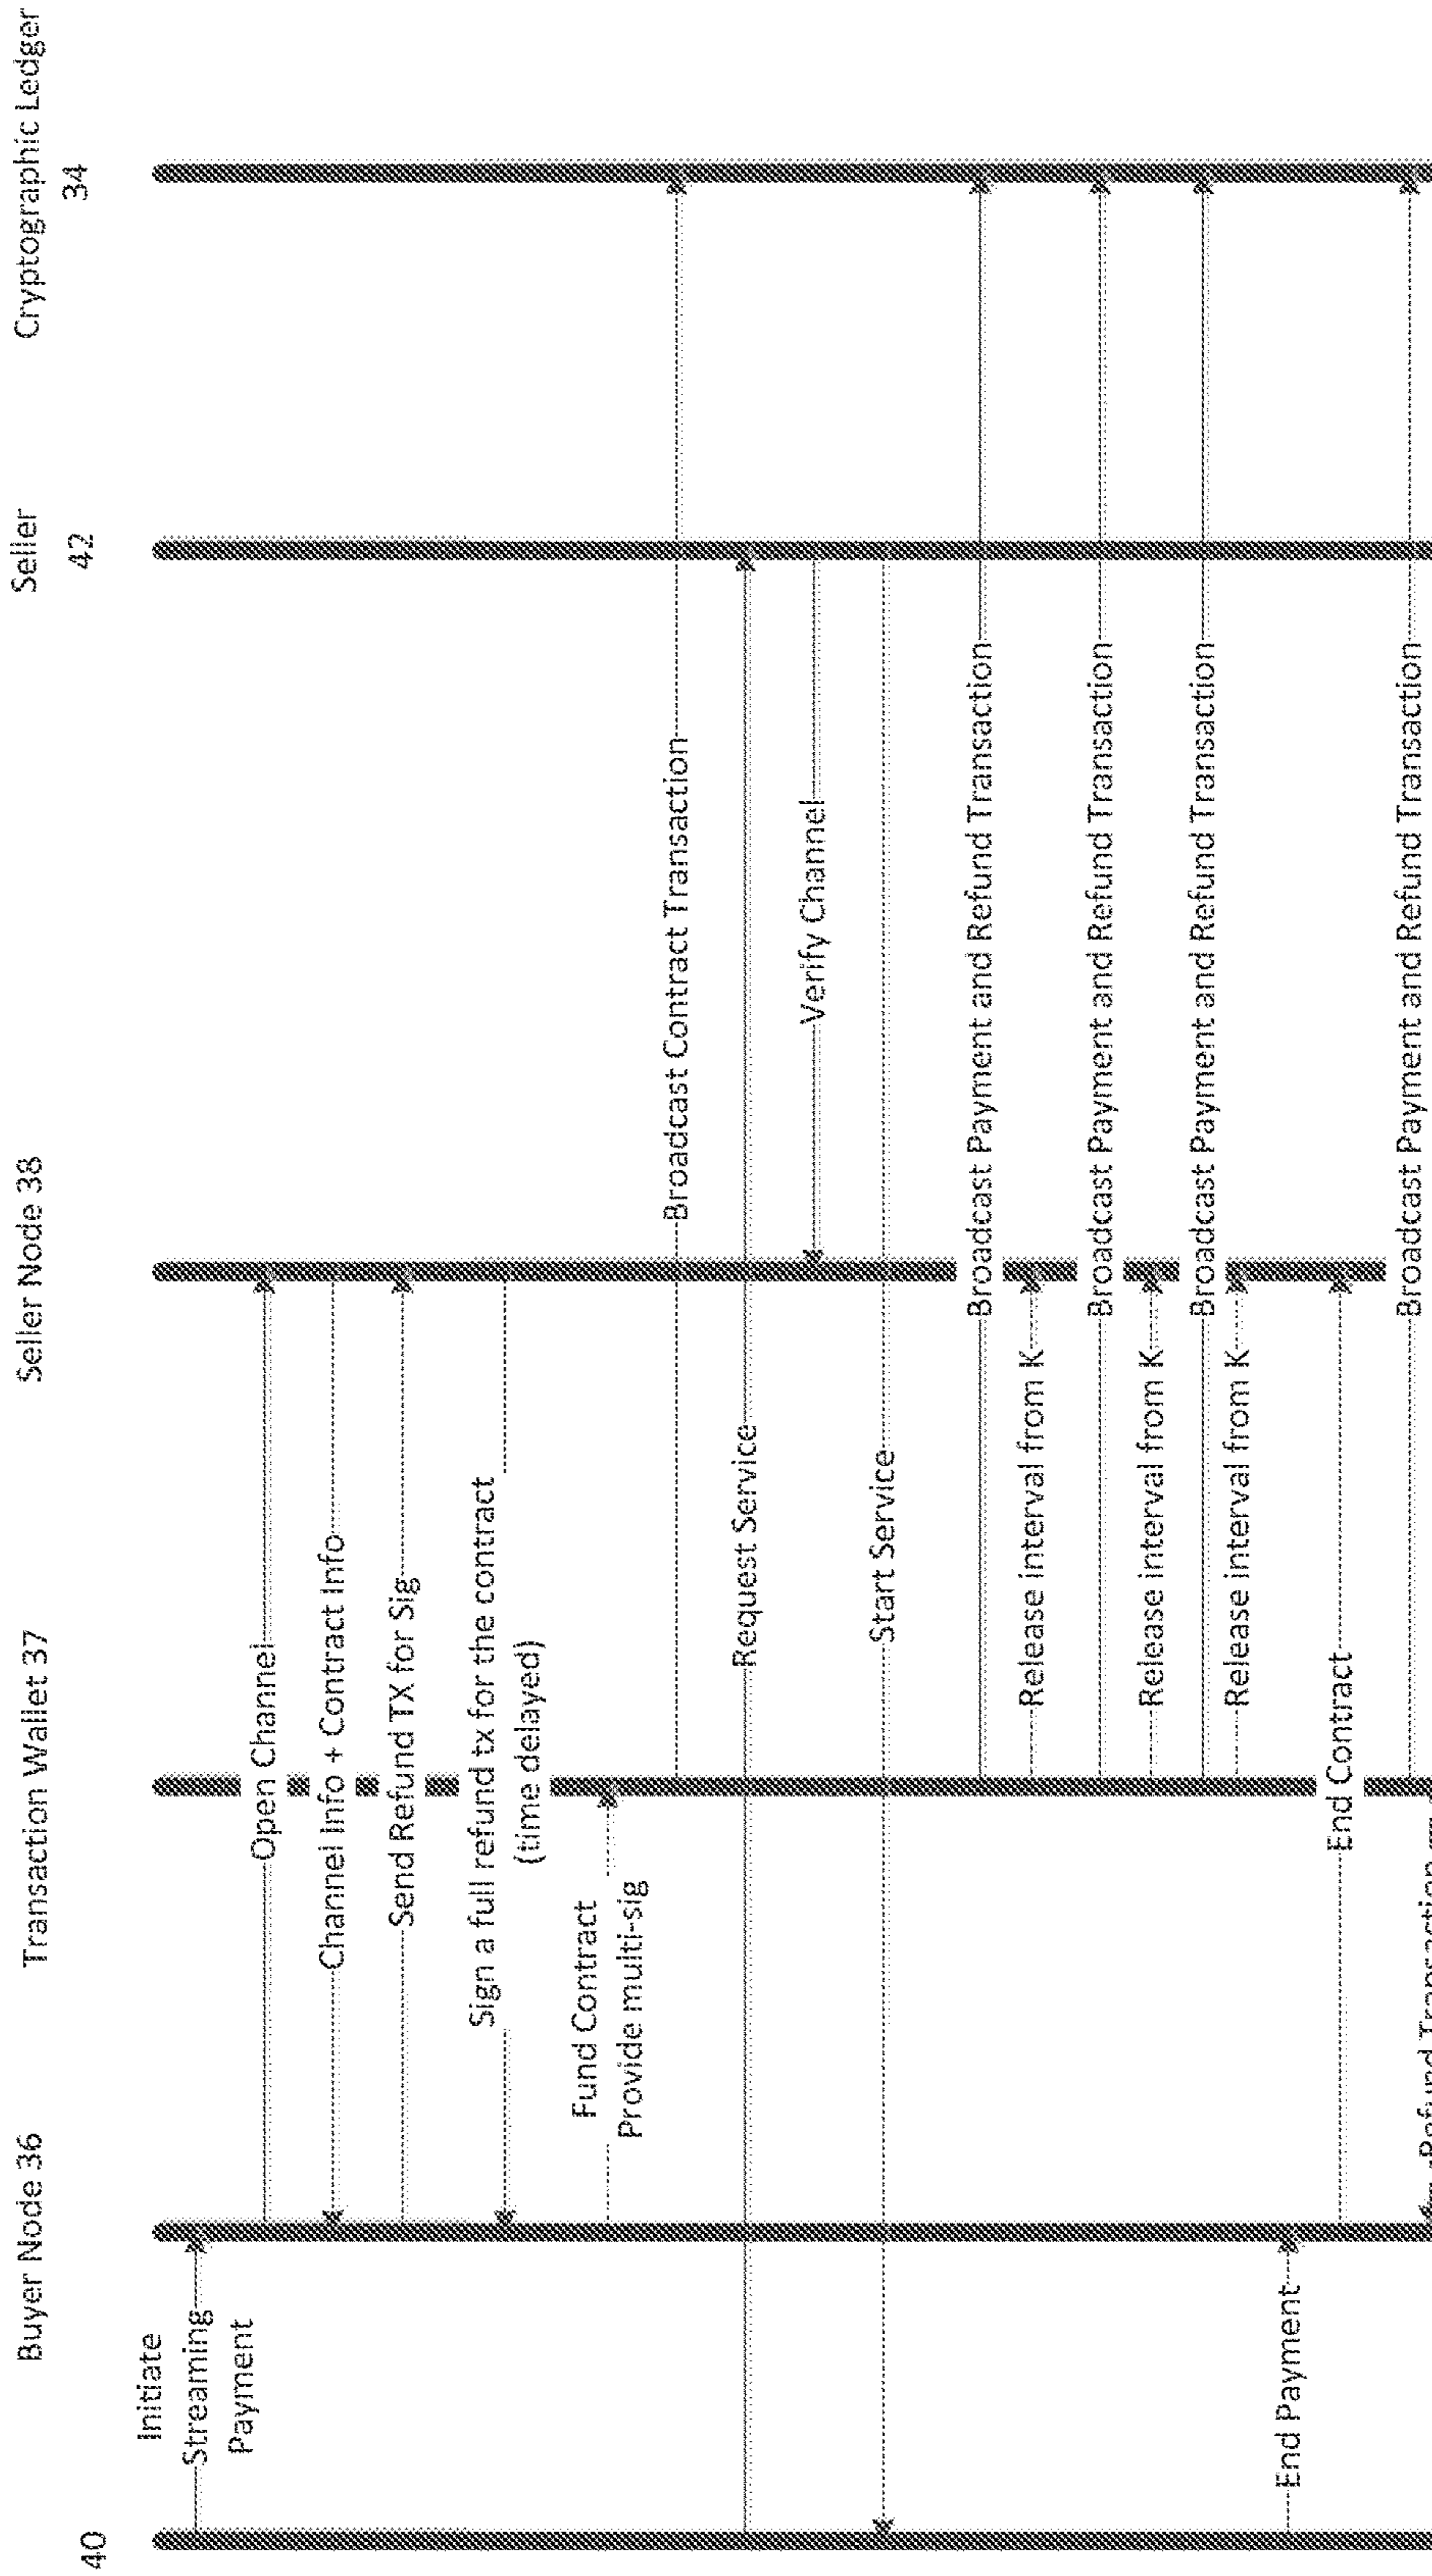 40
Buyer Node 36
Transaction Wallet 37
Seller Node 38
Seller
42
Cryptographic Ledger
34
Initiate
Streaming
Payment
Open Channel
Channel Info + Contract Info
Send Refund TX for Sig
Sign a full refund tx for the contract
(time delayed)
Fund Contract
Provide multi-sig
Broadcast Contract Transaction
Request Service
Verify Channel
Start Service
Broadcast Payment and Refund Transaction
Release interval from K
Broadcast Payment and Refund Transaction
Release interval from K
Broadcast Payment and Refund Transaction
Release interval from K
End Payment
End Contract
Broadcast Payment and Refund Transaction
Refund Transaction